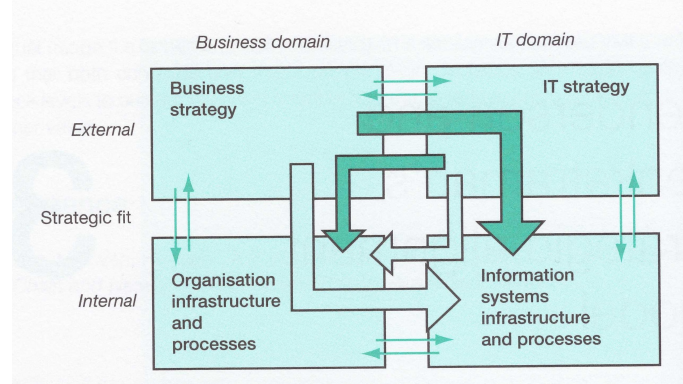 Business domain
IT domain
Business
strategy
IT strategy
External
Strategic fit
Internal
Organisation
infrastructure
and
processes
Information
systems
infrastructure
and processes